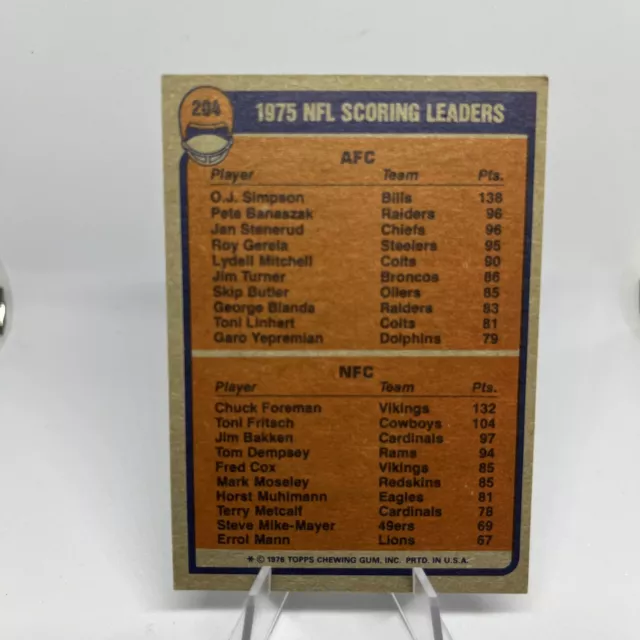 204
1975 NFL SCORING LEADERS
AFC
Player Team Pts.
O.J. Simpson Bills 138
Pete Banaszak Raiders 96
Jan Stenerud Chiefs 96
Roy Gerela Steelers 95
Lydell Mitchell Colts 90
Jim Turner Broncos 86
Skip Butler Oilers 85
George Blanda Raiders 83
Toni Linhart Colts 81
Garo Yepremian Dolphins 79
NFC
Player Team Pts.
Chuck Foreman Vikings 132
Toni Fritsch Cowboys 104
Jim Bakken Cardinals 97
Tom Dempsey Rams 94
Fred Cox Vikings 85
Mark Moseley Redskins 85
Horst Muhlmann Eagles 81
Terry Metcalf Cardinals 78
Steve Mike-Mayer 49ers 69
Errol Mann Lions 67
* © 1976 TOPPS CHEWING GUM, INC. PRTD. IN U.S.A.